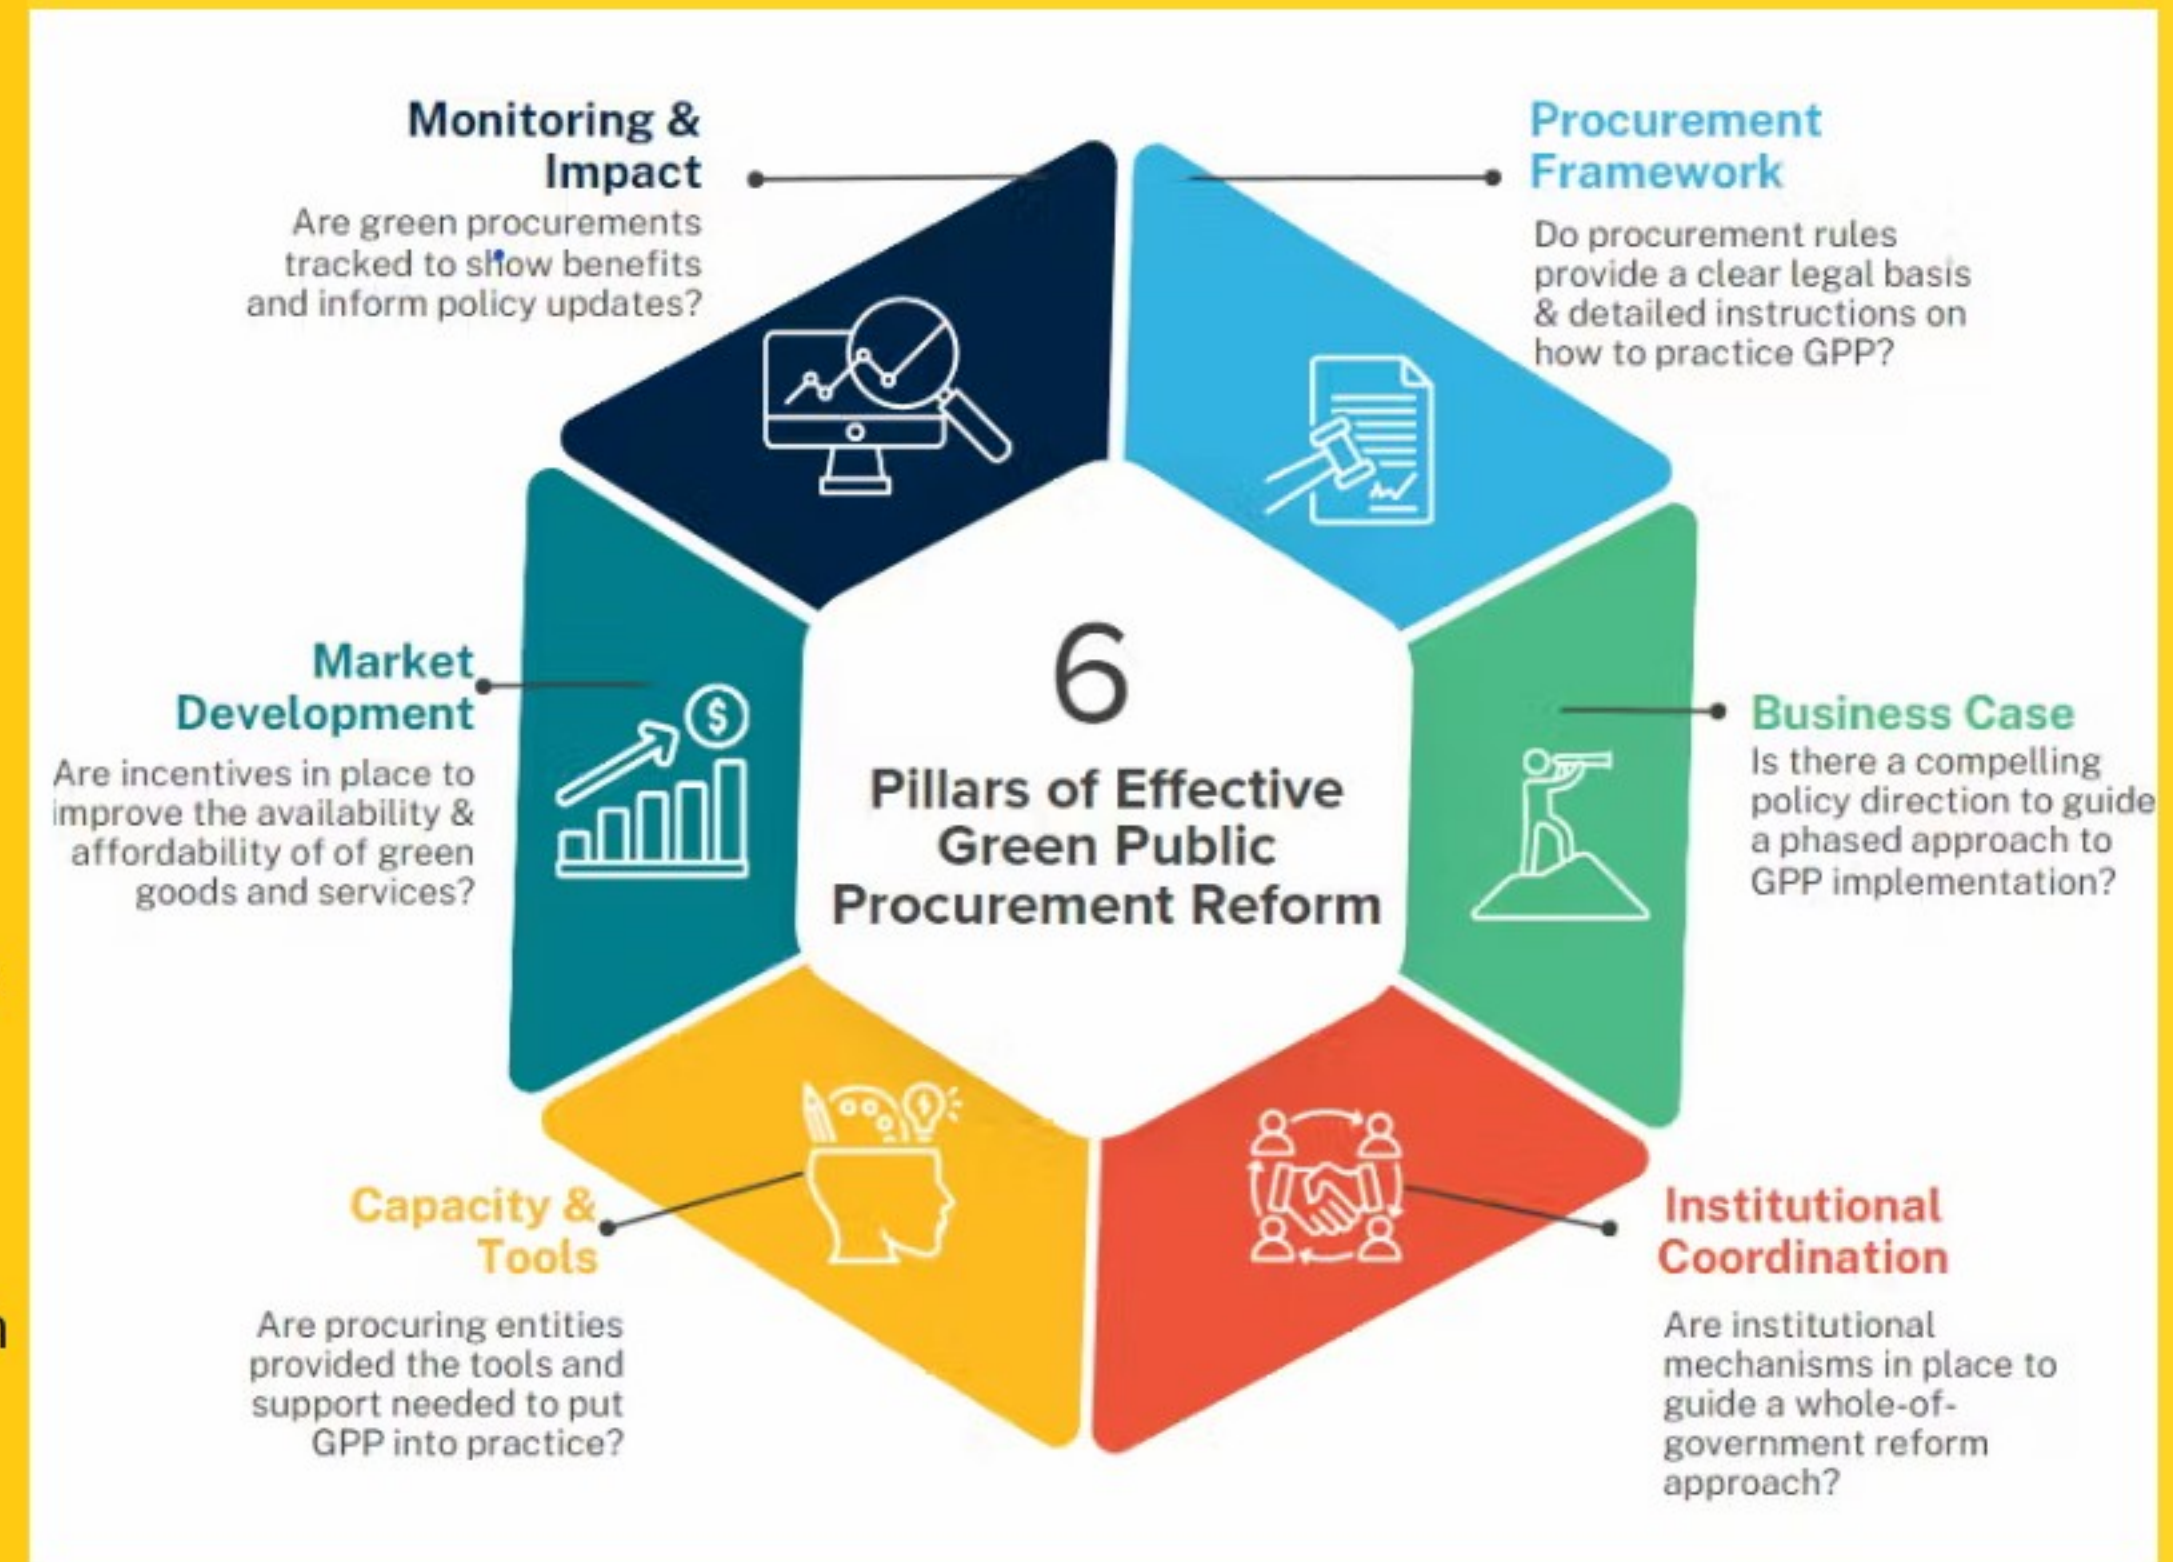 Monitoring &
Impact
Are green procurements
tracked to show benefits
and inform policy updates?
Procurement
Framework
Do procurement rules
provide a clear legal basis
& detailed instructions on
how to practice GPP?
Market
Development
Are incentives in place to
improve the availability &
affordability of of green
goods and services?
6
Pillars of Effective
Green Public
Procurement Reform
Business Case
Is there a compelling
policy direction to guide
a phased approach to
GPP implementation?
Capacity &
Tools
Are procuring entities
provided the tools and
support needed to put
GPP into practice?
Institutional
Coordination
Are institutional
mechanisms in place to
guide a whole-of-
government reform
approach?